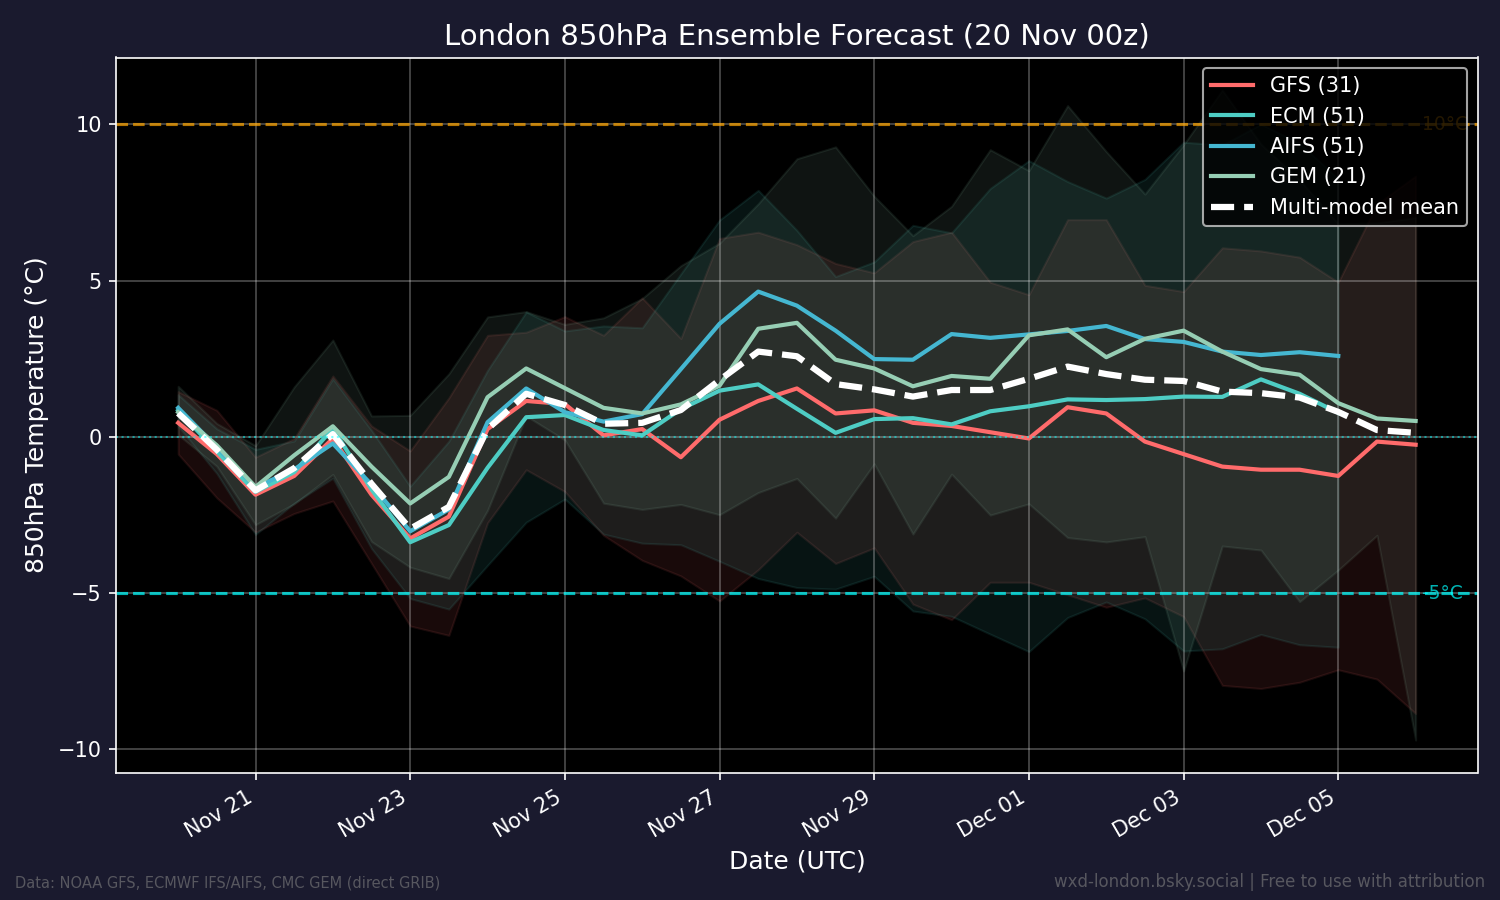 London 850hPa Ensemble Forecast (20 Nov 00z)
GFS (31)
ECM (51)
AIFS (51)
GEM (21)
Multi-model mean
10°C
-5°C
850hPa Temperature (°C)
10
5
0
−5
−10
Nov 21
Nov 23
Nov 25
Nov 27
Nov 29
Dec 01
Dec 03
Dec 05
Date (UTC)
Data: NOAA GFS, ECMWF IFS/AIFS, CMC GEM (direct GRIB)
wxd-london.bsky.social | Free to use with attribution